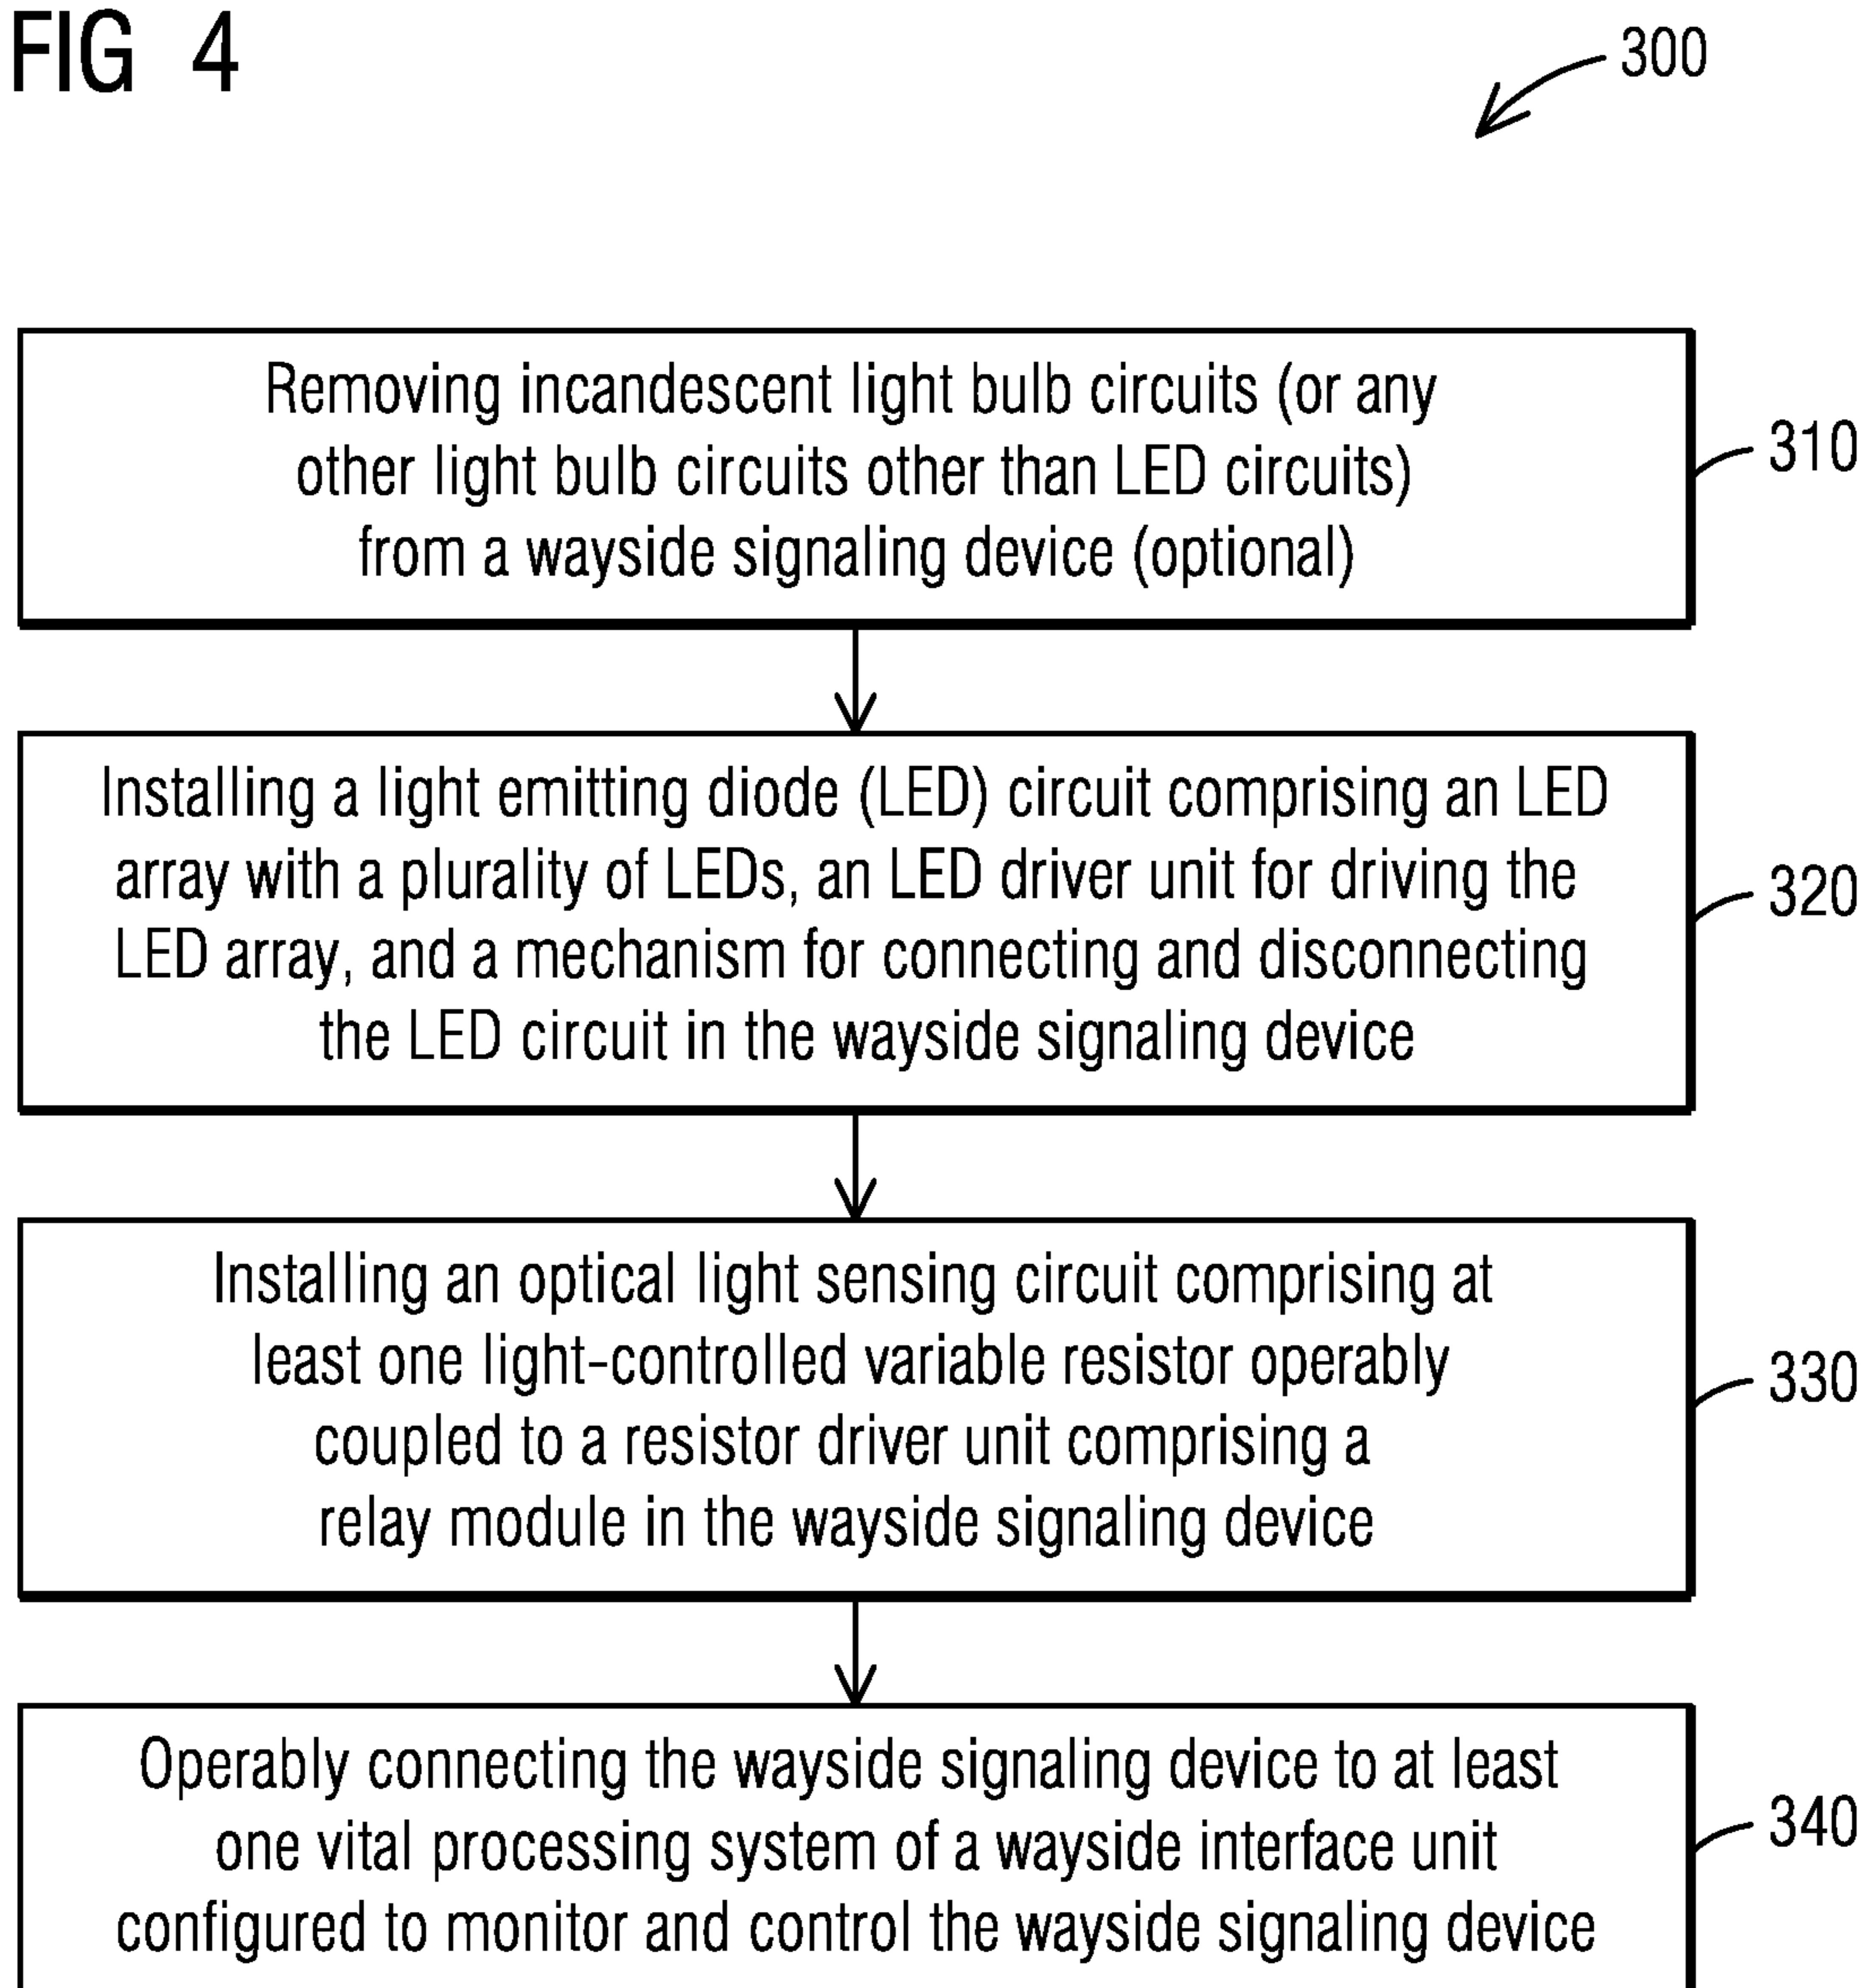 FIG 4
300
Removing incandescent light bulb circuits (or any
other light bulb circuits other than LED circuits)
from a wayside signaling device (optional)
310
Installing a light emitting diode (LED) circuit comprising an LED
array with a plurality of LEDs, an LED driver unit for driving the
LED array, and a mechanism for connecting and disconnecting
the LED circuit in the wayside signaling device
320
Installing an optical light sensing circuit comprising at
least one light-controlled variable resistor operably
coupled to a resistor driver unit comprising a
relay module in the wayside signaling device
330
Operably connecting the wayside signaling device to at least
one vital processing system of a wayside interface unit
configured to monitor and control the wayside signaling device
340